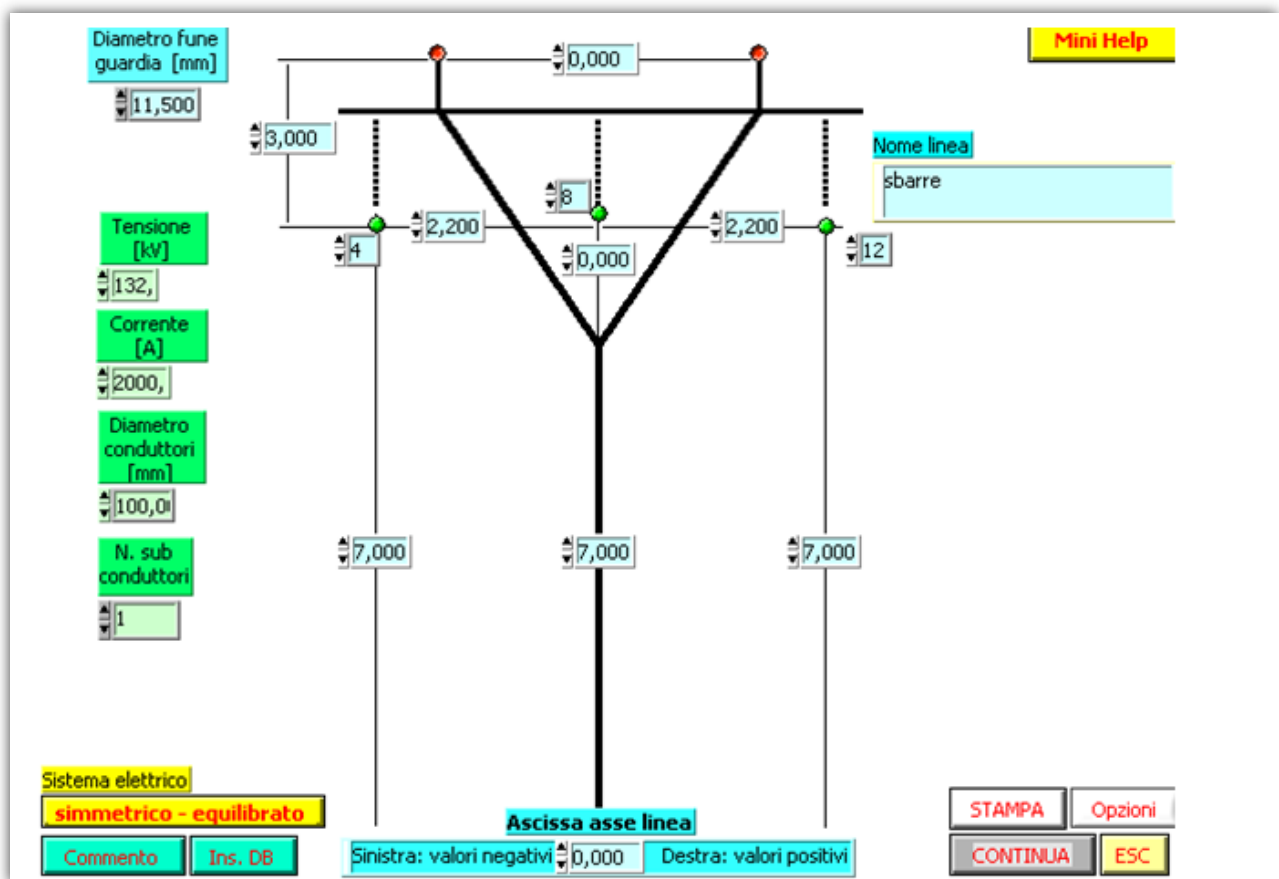 Diametro fune
guardia [mm]
11,500
0,000
Mini Help
3,000
Nome linea
sbarre
8
Tensione
[kV]
132,
2,200
2,200
4
0,000
12
Corrente
[A]
2000,
Diametro
conduttori
[mm]
100,0
N. sub
conduttori
1
7,000
7,000
7,000
Sistema elettrico
simmetrico - equilibrato
Commento
Ins. DB
Ascissa asse linea
Sinistra: valori negativi
0,000
Destra: valori positivi
STAMPA
Opzioni
CONTINUA
ESC